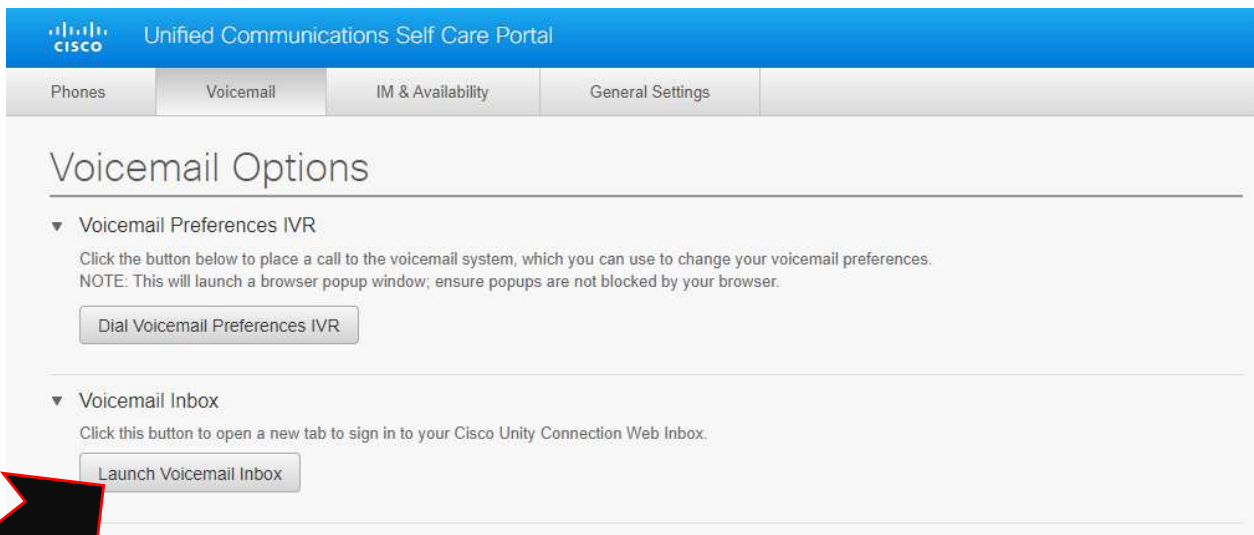 CISCO
Unified Communications Self Care Portal
Phones
Voicemail
IM & Availability
General Settings
Voicemail Options
Voicemail Preferences IVR
Click the button below to place a call to the voicemail system, which you can use to change your voicemail preferences.
NOTE: This will launch a browser popup window; ensure popups are not blocked by your browser.
Dial Voicemail Preferences IVR
Voicemail Inbox
Click this button to open a new tab to sign in to your Cisco Unity Connection Web Inbox.
Launch Voicemail Inbox